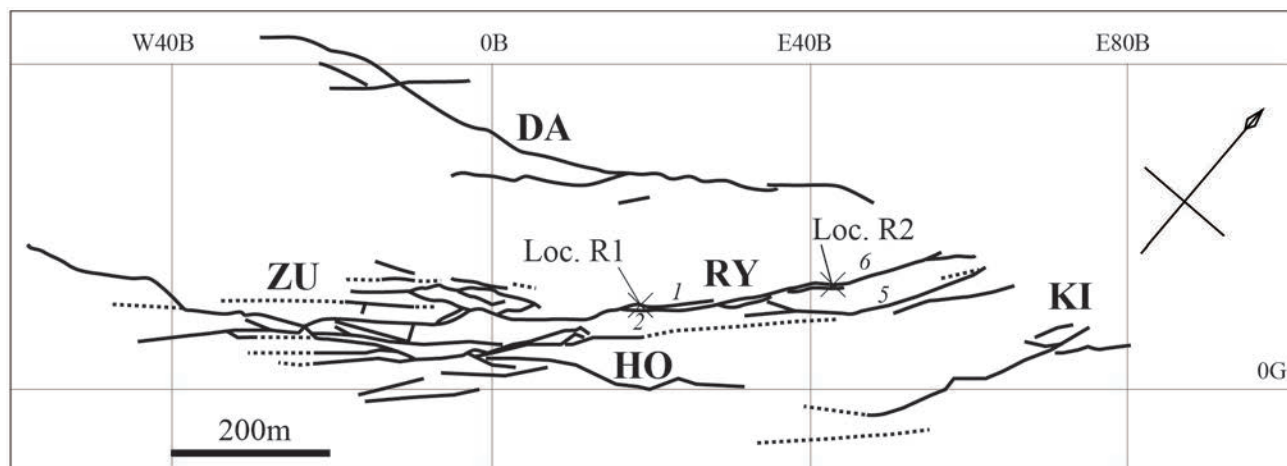 W40B 0B E40B E80B
DA
Loc. R2
Loc. R1
ZU RY 6
1 5 KI
2
HO 0G
200m